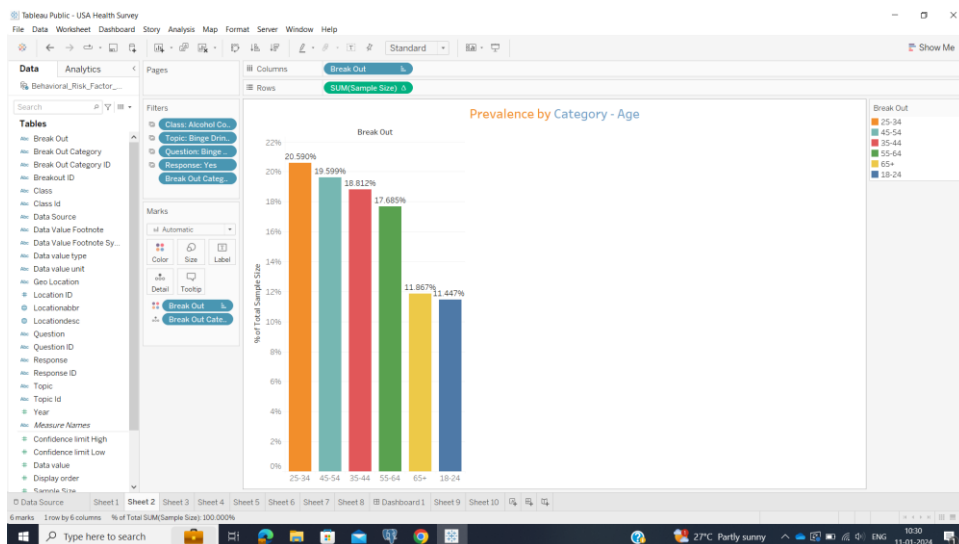 Tableau Public - USA Health Survey
File Data Worksheet Dashboard Story Analysis Map Format Server Window Help
Standard
Show Me
Data Analytics
Behavioral_Risk_Factor_...
Search
Tables
Break Out
Break Out Category
Break Out Category ID
Breakout ID
Class
Class Id
Data Source
Data Value Footnote
Data Value Footnote Sy...
Data value type
Data value unit
Geo Location
Location ID
Locationabbr
Locationdesc
Question
Question ID
Response
Response ID
Topic
Topic Id
Year
Measure Names
Confidence limit High
Confidence limit Low
Data value
Display order
Sample Size
Pages
Filters
Class: Alcohol Co..
Topic: Binge Drin..
Question: Binge ..
Response: Yes
Break Out Categ..
Marks
Automatic
Color Size Label
Detail Tooltip
Break Out
Break Out Cate..
Columns
Break Out
Rows
SUM(Sample Size)
Prevalence by Category - Age
Break Out
% of Total Sample Size
22%
20%
18%
16%
14%
12%
10%
8%
6%
4%
2%
0%
20.590%
19.599%
18.812%
17.685%
11.867%
11.447%
25-34 45-54 35-44 55-64 65+ 18-24
Break Out
25-34
45-54
35-44
55-64
65+
18-24
Data Source Sheet 1 Sheet 2 Sheet 3 Sheet 4 Sheet 5 Sheet 6 Sheet 7 Sheet 8 Dashboard 1 Sheet 9 Sheet 10
6 marks 1 row by 6 columns % of Total SUM(Sample Size): 100.000%
Type here to search
27°C Partly sunny
ENG
10:30
11-01-2024